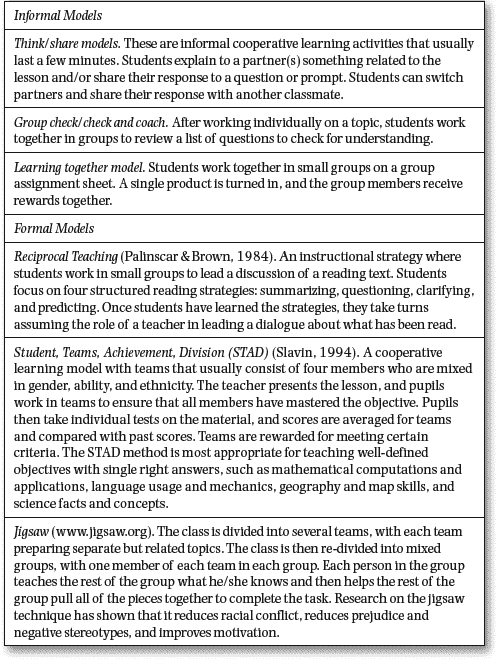 Informal Models
Think/share models. These are informal cooperative learning activities that usually
last a few minutes. Students explain to a partner(s) something related to the
lesson and/or share their response to a question or prompt. Students can switch
partners and share their response with another classmate.
Group check/check and coach. After working individually on a topic, students work
together in groups to review a list of questions to check for understanding.
Learning together model. Students work together in small groups on a group
assignment sheet. A single product is turned in, and the group members receive
rewards together.
Formal Models
Reciprocal Teaching (Palinscar & Brown, 1984). An instructional strategy where
students work in small groups to lead a discussion of a reading text. Students
focus on four structured reading strategies: summarizing, questioning, clarifying,
and predicting. Once students have learned the strategies, they take turns
assuming the role of a teacher in leading a dialogue about what has been read.
Student, Teams, Achievement, Division (STAD) (Slavin, 1994). A cooperative
learning model with teams that usually consist of four members who are mixed
in gender, ability, and ethnicity. The teacher presents the lesson, and pupils
work in teams to ensure that all members have mastered the objective. Pupils
then take individual tests on the material, and scores are averaged for teams
and compared with past scores. Teams are rewarded for meeting certain
criteria. The STAD method is most appropriate for teaching well-defined
objectives with single right answers, such as mathematical computations and
applications, language usage and mechanics, geography and map skills, and
science facts and concepts.
Jigsaw (www.jigsaw.org). The class is divided into several teams, with each team
preparing separate but related topics. The class is then re-divided into mixed
groups, with one member of each team in each group. Each person in the group
teaches the rest of the group what he/she knows and then helps the rest of the
group pull all of the pieces together to complete the task. Research on the jigsaw
technique has shown that it reduces racial conflict, reduces prejudice and
negative stereotypes, and improves motivation.